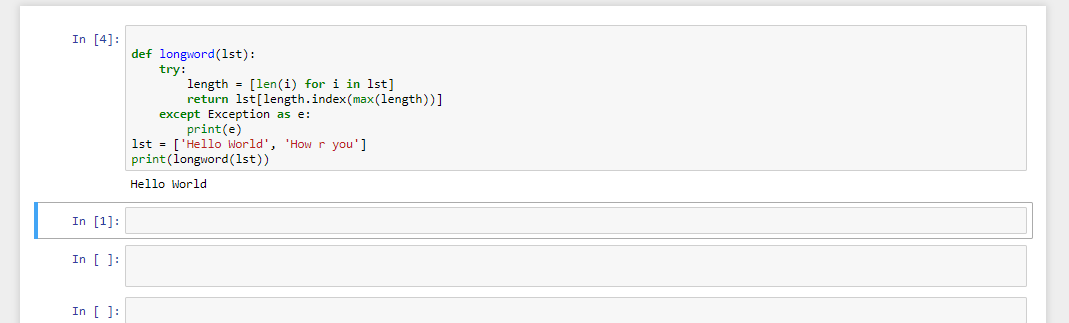 In [4]:
def longword(lst):
    try:
        length = [len(i) for i in lst]
        return lst[length.index(max(length))]
    except Exception as e:
        print(e)
lst = ['Hello World', 'How r you']
print(longword(lst))
Hello World
In [1]:
In [ ]:
In [ ]: